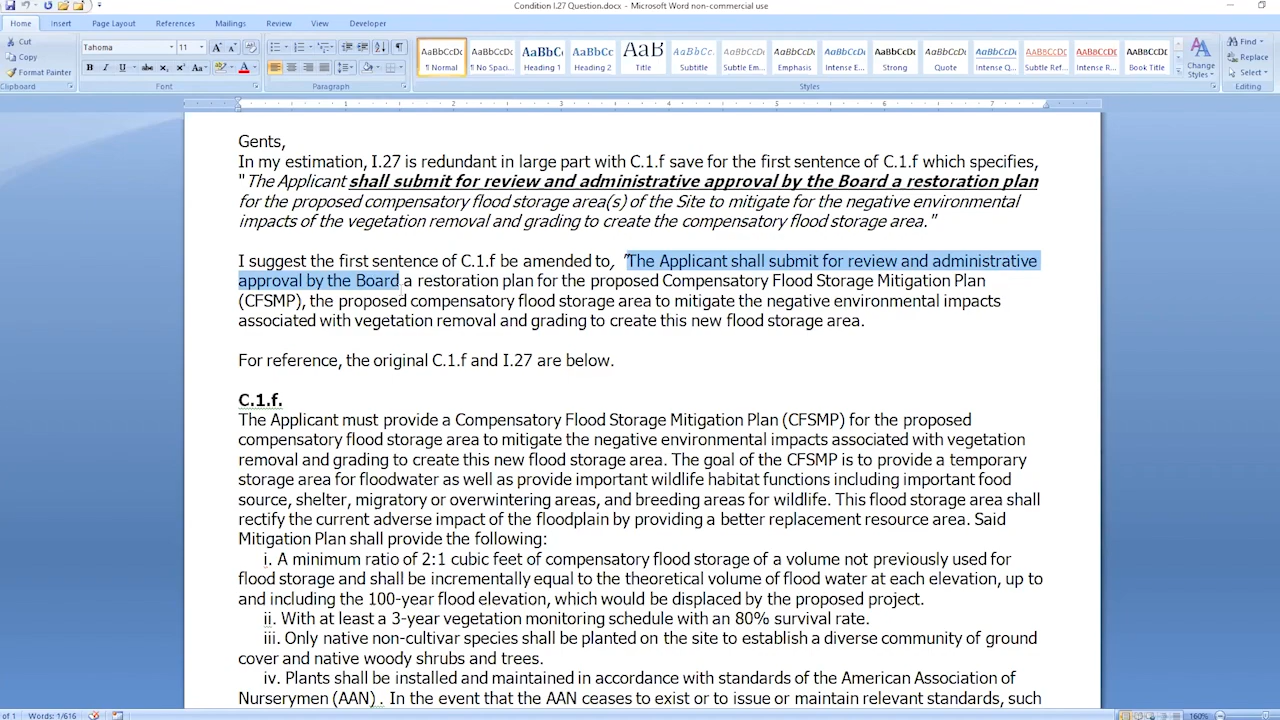 Condition I.27 Question.docx - Microsoft Word non-commercial use
Home Insert Page Layout References Mailings Review View Developer
Cut
Copy
Format Painter
Clipboard
Tahoma 11
Font
Paragraph
AaBbCcDc AaBbCcDc AaBbC AaBbCc AaB AaBbCc AaBbCcDc AaBbCcDc AaBbCcDc AaBbCcDc AaBbCcDc AaBbCcDc AABBCCDC AABBCCDC AaBbCcDc
¶ Normal ¶ No Spaci... Heading 1 Heading 2 Title Subtitle Subtle Em... Emphasis Intense E... Strong Quote Intense Q... Subtle Ref... Intense R... Book Title
Styles
Change Styles
Find
Replace
Select
Editing
1 2 3 4 5 6 7
Gents,
In my estimation, I.27 is redundant in large part with C.1.f save for the first sentence of C.1.f which specifies,
"The Applicant shall submit for review and administrative approval by the Board a restoration plan
for the proposed compensatory flood storage area(s) of the Site to mitigate for the negative environmental
impacts of the vegetation removal and grading to create the compensatory flood storage area."
I suggest the first sentence of C.1.f be amended to, "The Applicant shall submit for review and administrative
approval by the Board a restoration plan for the proposed Compensatory Flood Storage Mitigation Plan
(CFSMP), the proposed compensatory flood storage area to mitigate the negative environmental impacts
associated with vegetation removal and grading to create this new flood storage area.
For reference, the original C.1.f and I.27 are below.
C.1.f.
The Applicant must provide a Compensatory Flood Storage Mitigation Plan (CFSMP) for the proposed
compensatory flood storage area to mitigate the negative environmental impacts associated with vegetation
removal and grading to create this new flood storage area. The goal of the CFSMP is to provide a temporary
storage area for floodwater as well as provide important wildlife habitat functions including important food
source, shelter, migratory or overwintering areas, and breeding areas for wildlife. This flood storage area shall
rectify the current adverse impact of the floodplain by providing a better replacement resource area. Said
Mitigation Plan shall provide the following:
i. A minimum ratio of 2:1 cubic feet of compensatory flood storage of a volume not previously used for
flood storage and shall be incrementally equal to the theoretical volume of flood water at each elevation, up to
and including the 100-year flood elevation, which would be displaced by the proposed project.
ii. With at least a 3-year vegetation monitoring schedule with an 80% survival rate.
iii. Only native non-cultivar species shall be planted on the site to establish a diverse community of ground
cover and native woody shrubs and trees.
iv. Plants shall be installed and maintained in accordance with standards of the American Association of
Nurserymen (AAN) . In the event that the AAN ceases to exist or to issue or maintain relevant standards, such
of 1 Words: 1/616 160%